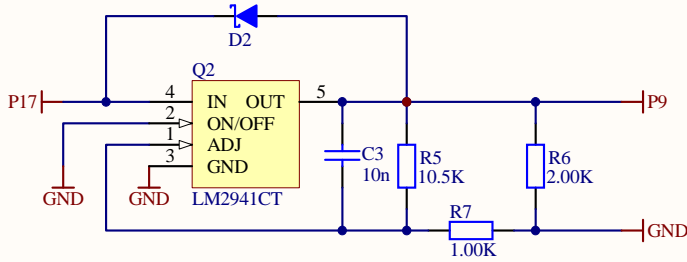 D2
Q2
P17
4
IN OUT
5
P9
2
ON/OFF
1
ADJ
3
GND
C3
10n
R5
10.5K
R6
2.00K
GND
GND
LM2941CT
R7
1.00K
GND